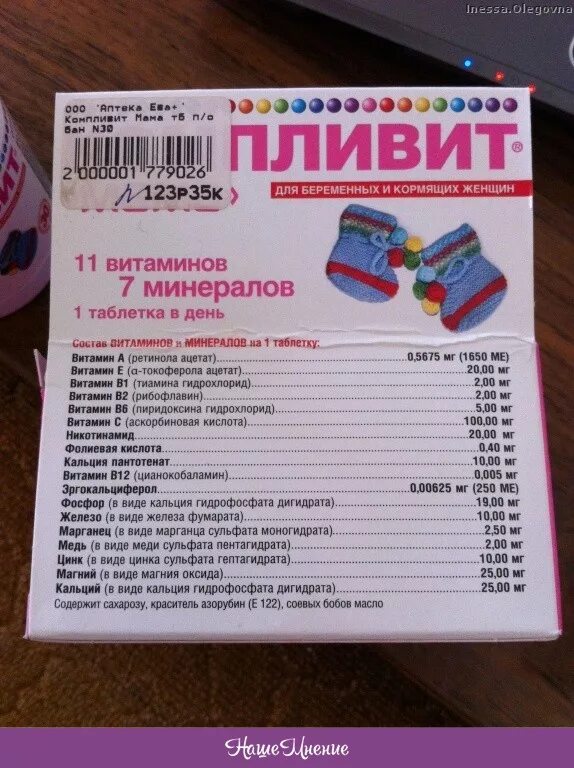 Inessa.Olegovna
ООО "Аптека Ева+"
Компливит Мама тб п/о
бан N30
2 000001 779026
123р35к
ПЛИВИТ®
ВИТ
ДЛЯ БЕРЕМЕННЫХ И КОРМЯЩИХ ЖЕНЩИН
11 витаминов
7 минералов
1 таблетка в день
Состав ВИТАМИНОВ и МИНЕРАЛОВ на 1 таблетку:
Витамин А (ретинола ацетат) 0,5675 мг (1650 МЕ)
Витамин Е (α-токоферола ацетат) 20,00 мг
Витамин В1 (тиамина гидрохлорид) 2,00 мг
Витамин В2 (рибофлавин) 2,00 мг
Витамин В6 (пиридоксина гидрохлорид) 5,00 мг
Витамин С (аскорбиновая кислота) 100,00 мг
Никотинамид 20,00 мг
Фолиевая кислота 0,40 мг
Кальция пантотенат 10,00 мг
Витамин В12 (цианокобаламин) 0,005 мг
Эргокальциферол 0,00625 мг (250 МЕ)
Фосфор (в виде кальция гидрофосфата дигидрата) 19,00 мг
Железо (в виде железа фумарата) 10,00 мг
Марганец (в виде марганца сульфата моногидрата) 2,50 мг
Медь (в виде меди сульфата пентагидрата) 2,00 мг
Цинк (в виде цинка сульфата гептагидрата) 10,00 мг
Магний (в виде магния оксида) 25,00 мг
Кальций (в виде кальция гидрофосфата дигидрата) 25,00 мг
Содержит сахарозу, краситель азорубин (Е 122), соевых бобов масло
НашеМнение